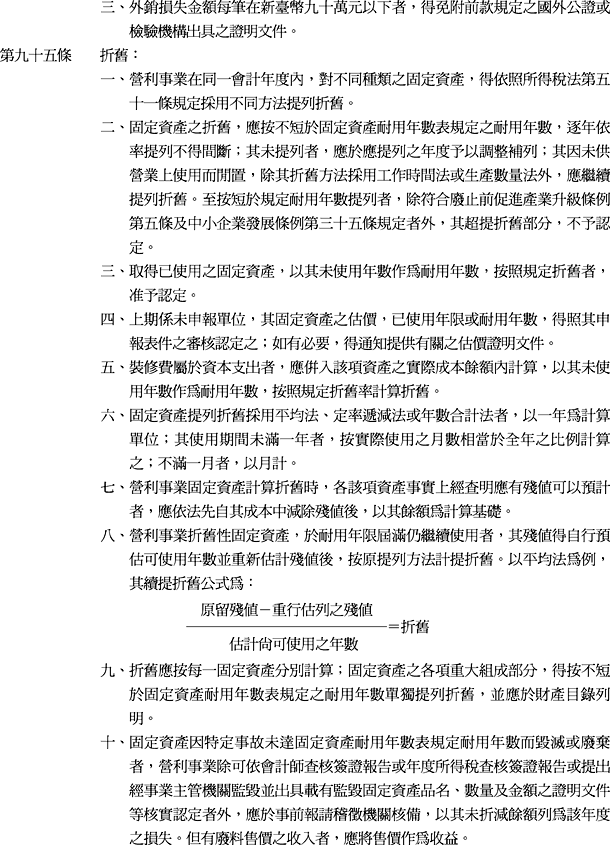 三、外銷損失金額每筆在新臺幣九十萬元以下者，得免附前款規定之國外公證或
檢驗機構出具之證明文件。
第九十五條　　折舊：
一、營利事業在同一會計年度內，對不同種類之固定資產，得依照所得稅法第五
十一條規定採用不同方法提列折舊。
二、固定資產之折舊，應按不短於固定資產耐用年數表規定之耐用年數，逐年依
率提列不得間斷；其未提列者，應於應提列之年度予以調整補列；其因未供
營業上使用而閒置，除其折舊方法採用工作時間法或生產數量法外，應繼續
提列折舊。至按短於規定耐用年數提列者，除符合廢止前促進產業升級條例
第五條及中小企業發展條例第三十五條規定者外，其超提折舊部分，不予認
定。
三、取得已使用之固定資產，以其未使用年數作為耐用年數，按照規定折舊者，
准予認定。
四、上期係未申報單位，其固定資產之估價，已使用年限或耐用年數，得照其申
報表件之審核認定之；如有必要，得通知提供有關之估價證明文件。
五、裝修費屬於資本支出者，應併入該項資產之實際成本餘額內計算，以其未使
用年數作為耐用年數，按照規定折舊率計算折舊。
六、固定資產提列折舊採用平均法、定率遞減法或年數合計法者，以一年為計算
單位；其使用期間未滿一年者，按實際使用之月數相當於全年之比例計算
之；不滿一月者，以月計。
七、營利事業固定資產計算折舊時，各該項資產事實上經查明應有殘值可以預計
者，應依法先自其成本中減除殘值後，以其餘額為計算基礎。
八、營利事業折舊性固定資產，於耐用年限屆滿仍繼續使用者，其殘值得自行預
估可使用年數並重新估計殘值後，按原提列方法計提折舊。以平均法為例，
其續提折舊公式為：
原留殘值－重行估列之殘值
＝折舊
估計尚可使用之年數
九、折舊應按每一固定資產分別計算；固定資產之各項重大組成部分，得按不短
於固定資產耐用年數表規定之耐用年數單獨提列折舊，並應於財產目錄列
明。
十、固定資產因特定事故未達固定資產耐用年數表規定耐用年數而毀滅或廢棄
者，營利事業除可依會計師查核簽證報告或年度所得稅查核簽證報告或提出
經事業主管機關監毀並出具載有監毀固定資產品名、數量及金額之證明文件
等核實認定者外，應於事前報請稽徵機關核備，以其未折減餘額列為該年度
之損失。但有廢料售價之收入者，應將售價作為收益。